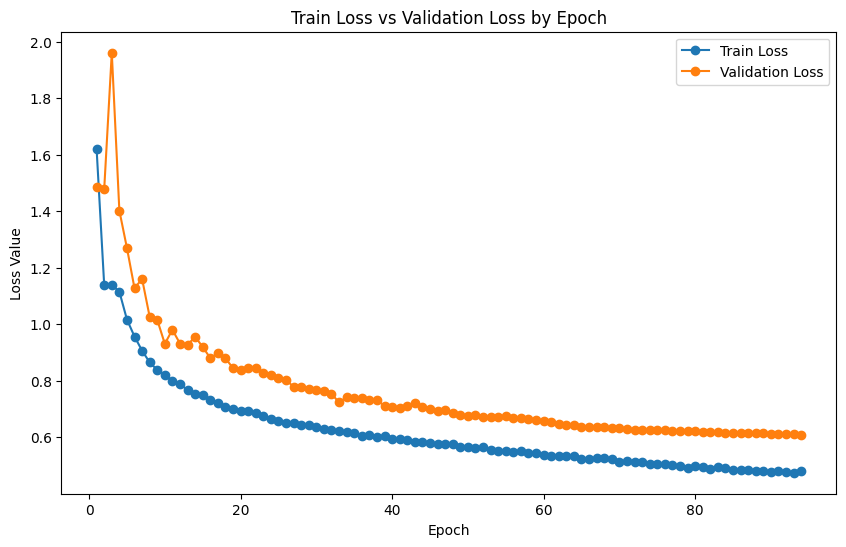 Train Loss vs Validation Loss by Epoch
Train Loss
Validation Loss
Loss Value
2.0
1.8
1.6
1.4
1.2
1.0
0.8
0.6
0
20
40
60
80
Epoch